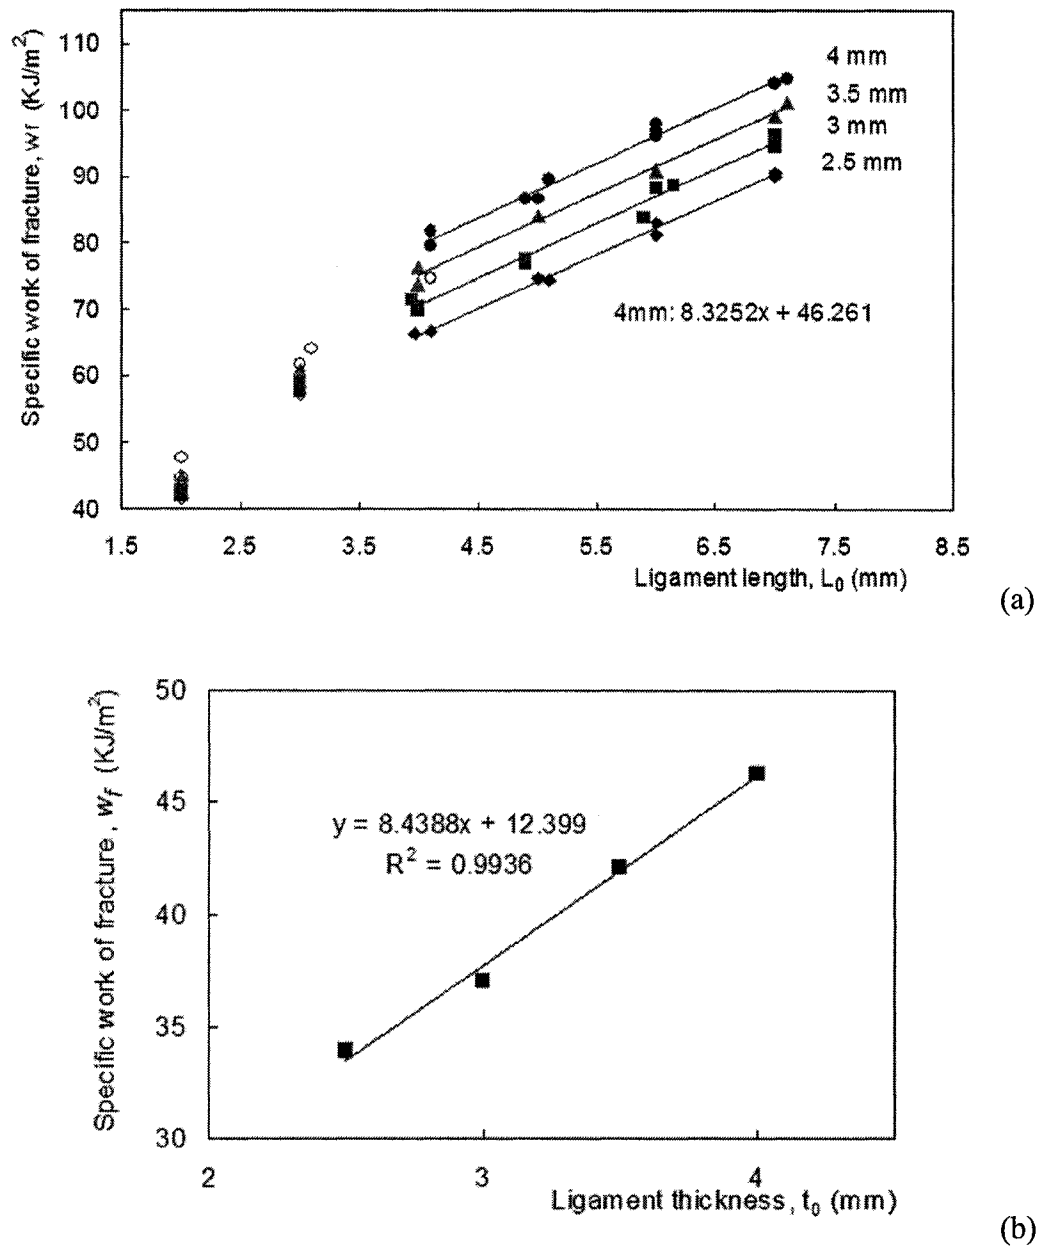 Specific work of fracture, wf (KJ/m²)
110
100
90
80
70
60
50
40
4 mm
3.5 mm
3 mm
2.5 mm
4mm: 8.3252x + 46.261
1.5 2.5 3.5 4.5 5.5 6.5 7.5 8.5
Ligament length, L₀ (mm)
(a)
Specific work of fracture, wf (KJ/m²)
50
45
40
35
30
y = 8.4388x + 12.399
R² = 0.9936
2 3 4
Ligament thickness, t₀ (mm)
(b)